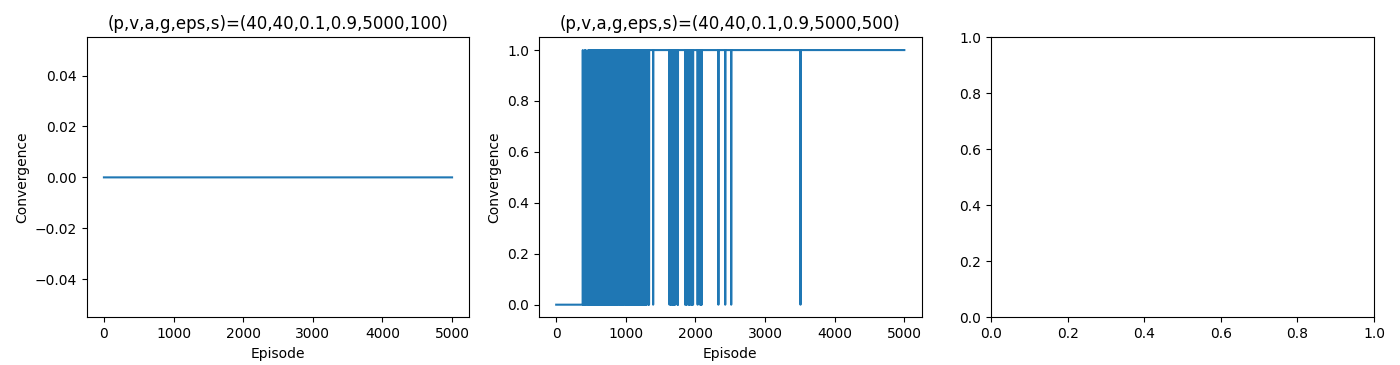 (p,v,a,g,eps,s)=(40,40,0.1,0.9,5000,100)
0.04
0.02
0.00
−0.02
−0.04
Convergence
0 1000 2000 3000 4000 5000
Episode
(p,v,a,g,eps,s)=(40,40,0.1,0.9,5000,500)
1.0
0.8
0.6
0.4
0.2
0.0
Convergence
0 1000 2000 3000 4000 5000
Episode
1.0
0.8
0.6
0.4
0.2
0.0
0.0 0.2 0.4 0.6 0.8 1.0